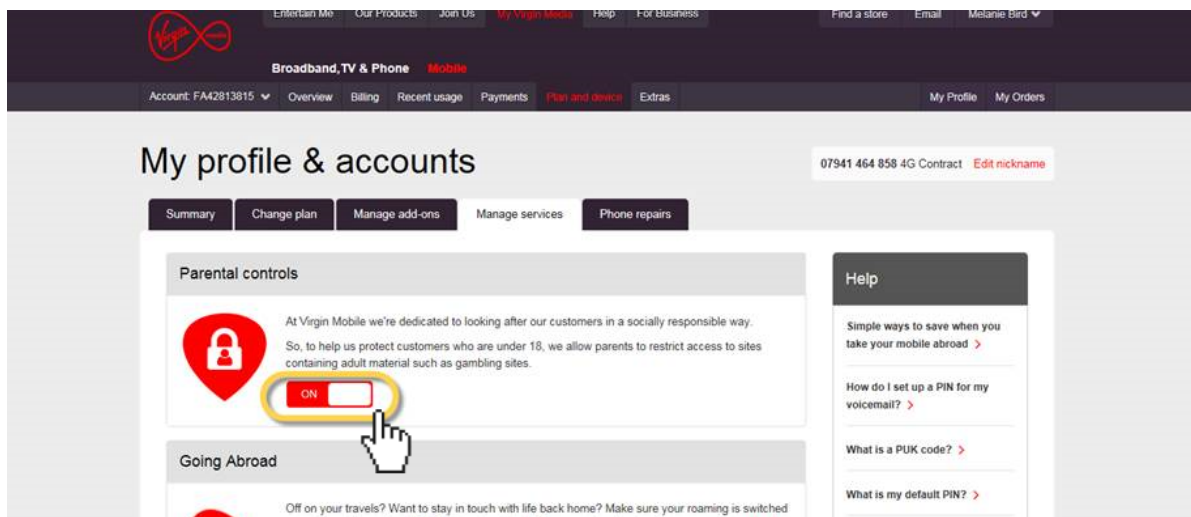 Entertain Me Our Products Join Us My Virgin Media Help For Business Find a store Email Melanie Bird
Virgin media
Broadband, TV & Phone Mobile
Account: FA42813815 Overview Billing Recent usage Payments Plan and device Extras My Profile My Orders
My profile & accounts
07941 464 858 4G Contract Edit nickname
Summary Change plan Manage add-ons Manage services Phone repairs
Parental controls
At Virgin Mobile we're dedicated to looking after our customers in a socially responsible way.
So, to help us protect customers who are under 18, we allow parents to restrict access to sites
containing adult material such as gambling sites.
ON
Going Abroad
Off on your travels? Want to stay in touch with life back home? Make sure your roaming is switched
Help
Simple ways to save when you
take your mobile abroad >
How do I set up a PIN for my
voicemail? >
What is a PUK code? >
What is my default PIN? >